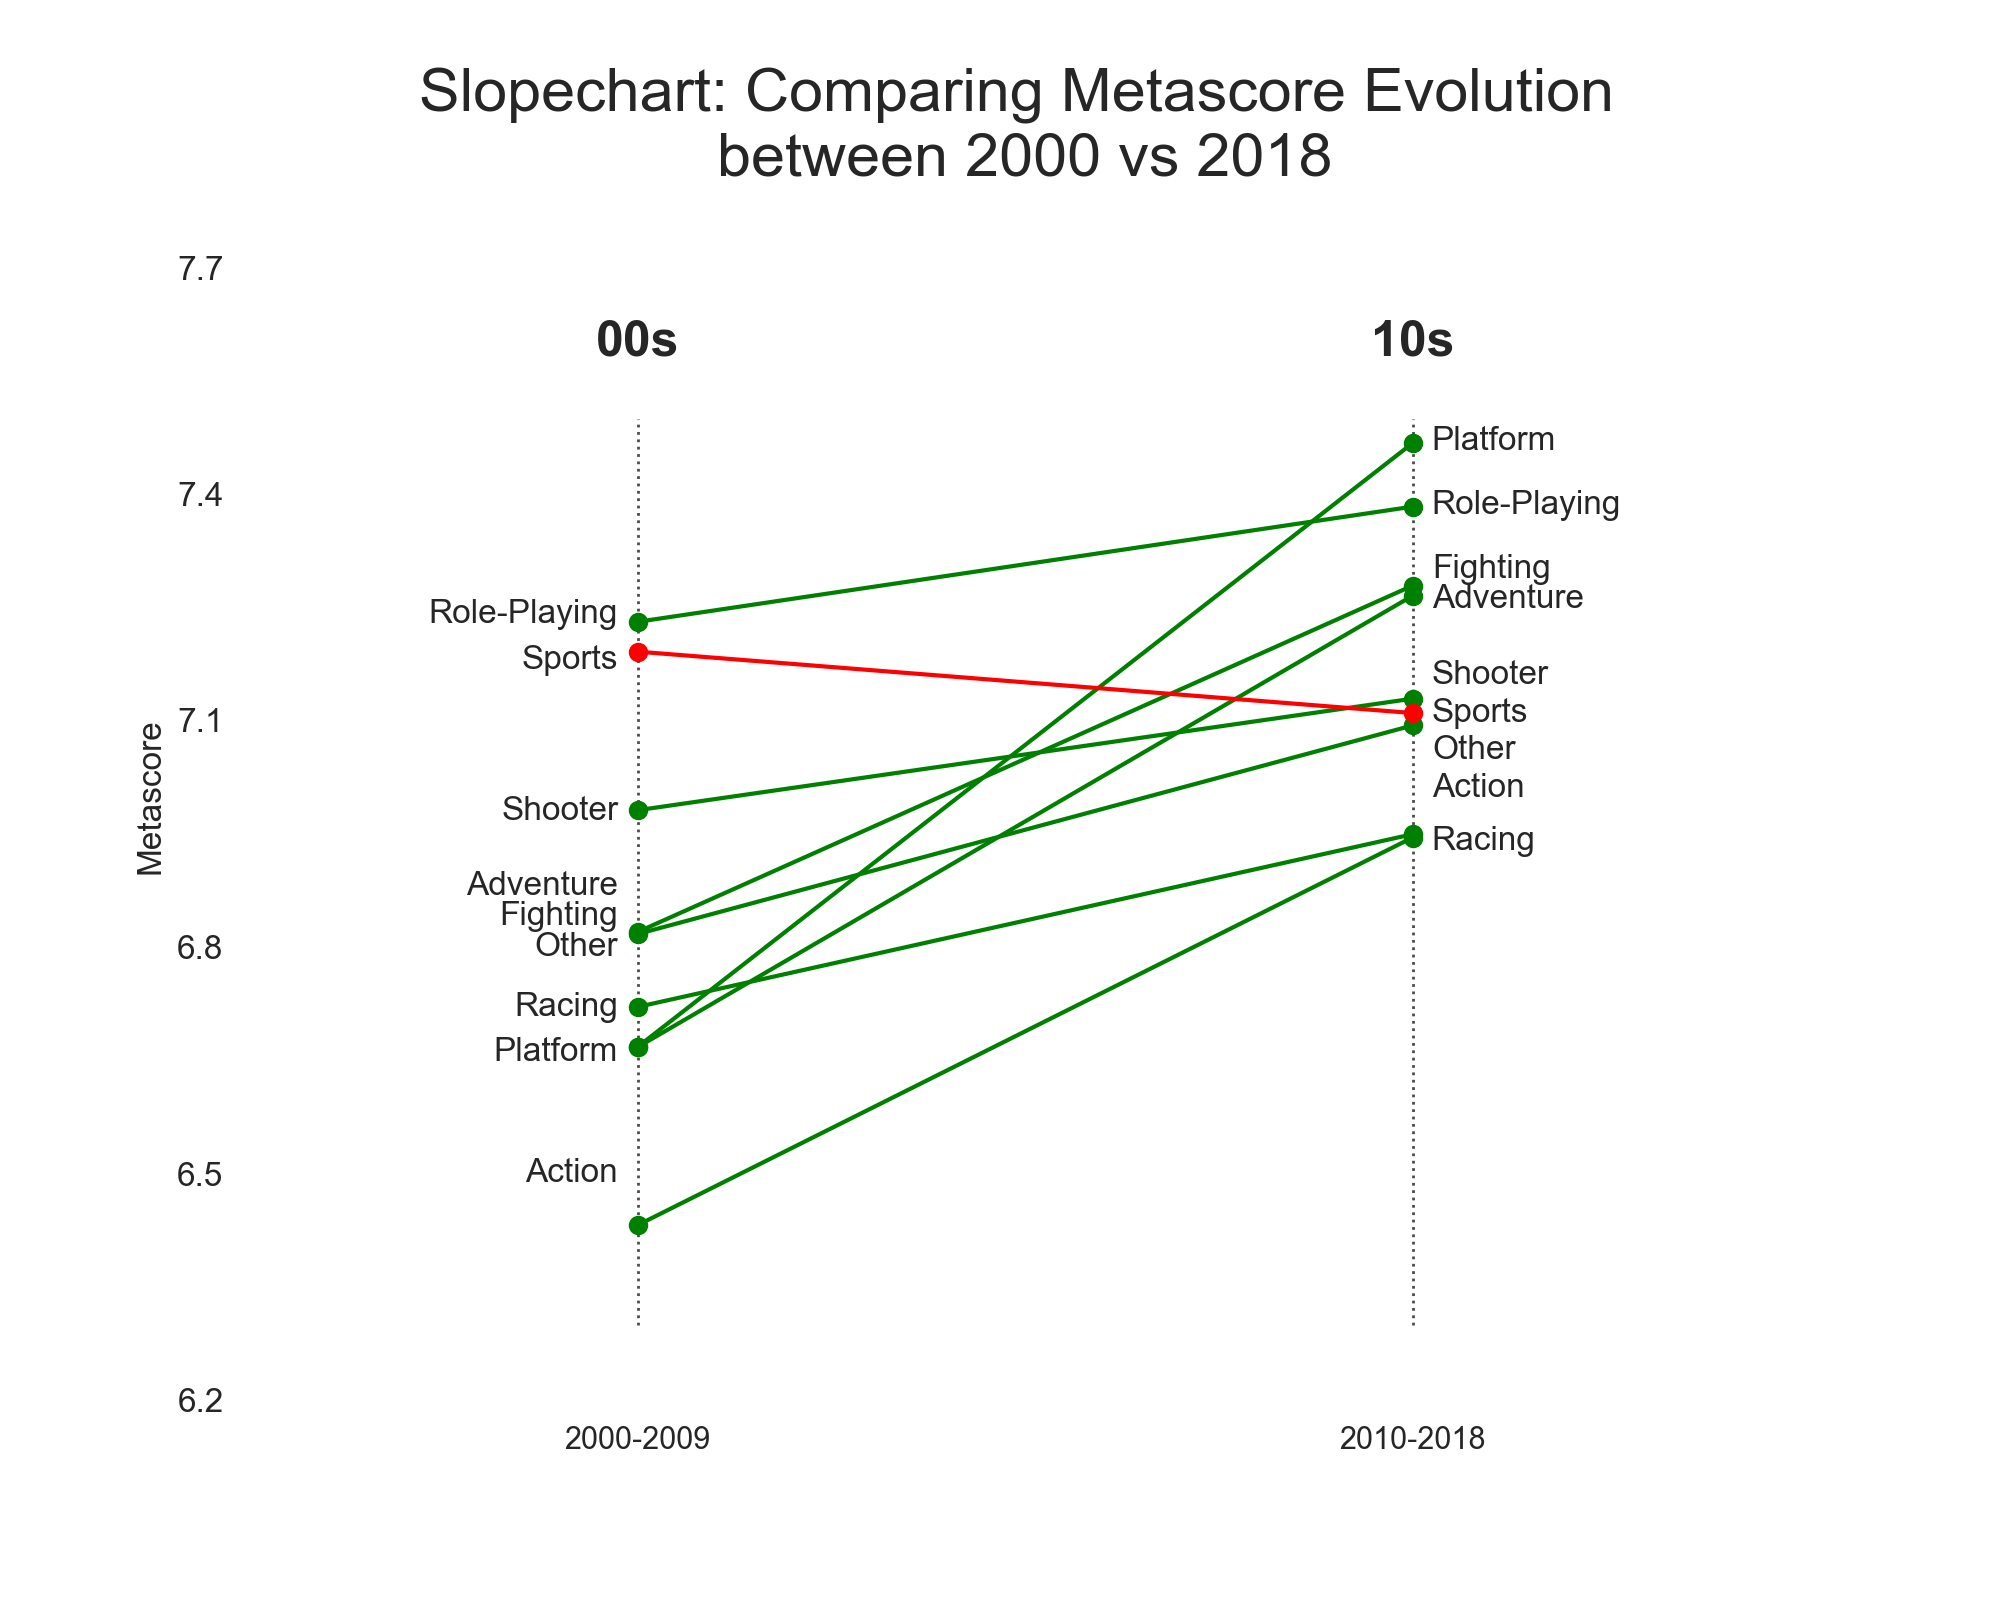 Slopechart: Comparing Metascore Evolution
between 2000 vs 2018
7.7
7.4
7.1
6.8
6.5
6.2
Metascore
00s
10s
Role-Playing
Sports
Shooter
Adventure
Fighting
Other
Racing
Platform
Action
Platform
Role-Playing
Fighting
Adventure
Shooter
Sports
Other
Action
Racing
2000-2009
2010-2018